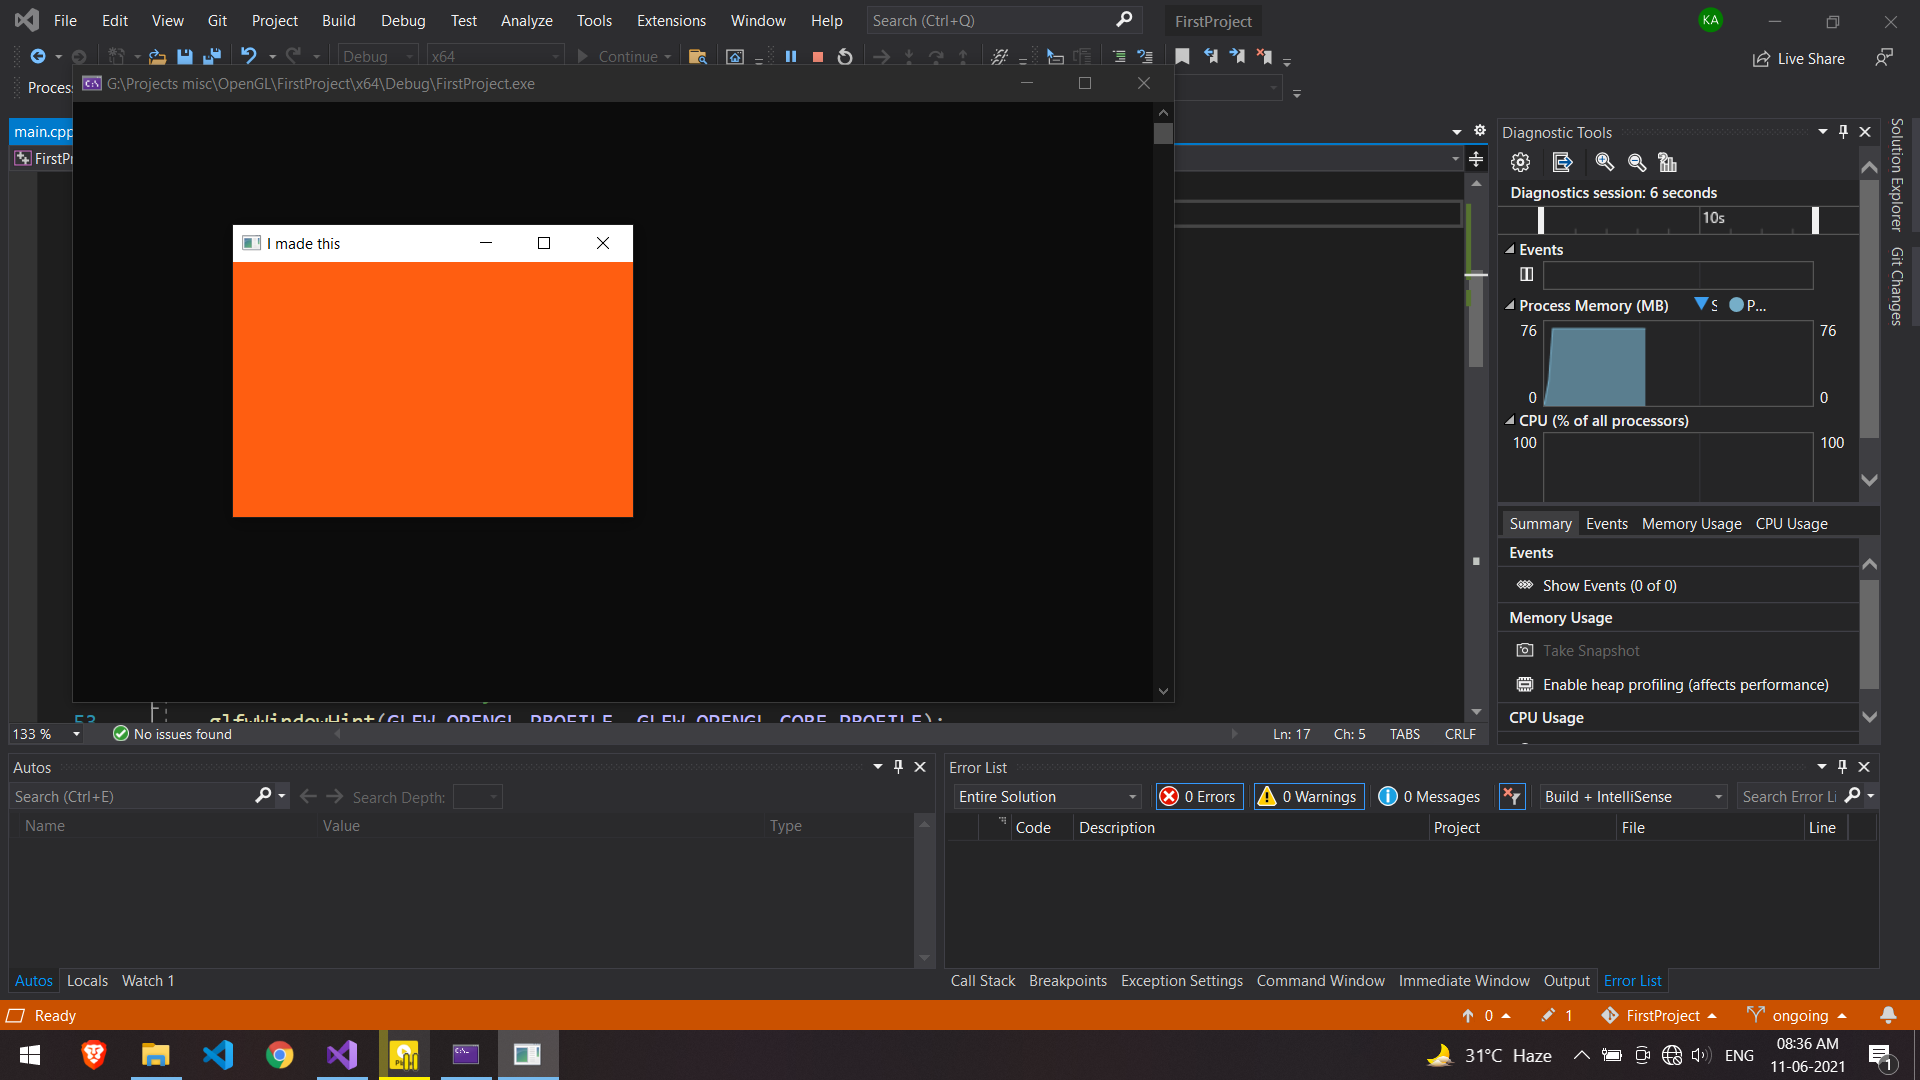 File Edit View Git Project Build Debug Test Analyze Tools Extensions Window Help Search (Ctrl+Q) FirstProject KA
Debug x64 Continue Live Share
G:\Projects misc\OpenGL\FirstProject\x64\Debug\FirstProject.exe
main.cpp
I made this
Diagnostic Tools
Diagnostics session: 6 seconds
10s
Events
Process Memory (MB) S P...
76 76
0 0
CPU (% of all processors)
100 100
Summary Events Memory Usage CPU Usage
Events
Show Events (0 of 0)
Memory Usage
Take Snapshot
Enable heap profiling (affects performance)
CPU Usage
Solution Explorer
Git Changes
53 glfwWindowHint(GLFW_OPENGL_PROFILE, GLFW_OPENGL_CORE_PROFILE);
133 % No issues found Ln: 17 Ch: 5 TABS CRLF
Autos
Search (Ctrl+E) Search Depth:
Name Value Type
Autos Locals Watch 1
Error List
Entire Solution 0 Errors 0 Warnings 0 Messages Build + IntelliSense Search Error Li
Code Description Project File Line
Call Stack Breakpoints Exception Settings Command Window Immediate Window Output Error List
Ready 0 1 FirstProject ongoing
31°C Haze ENG 08:36 AM
11-06-2021
1